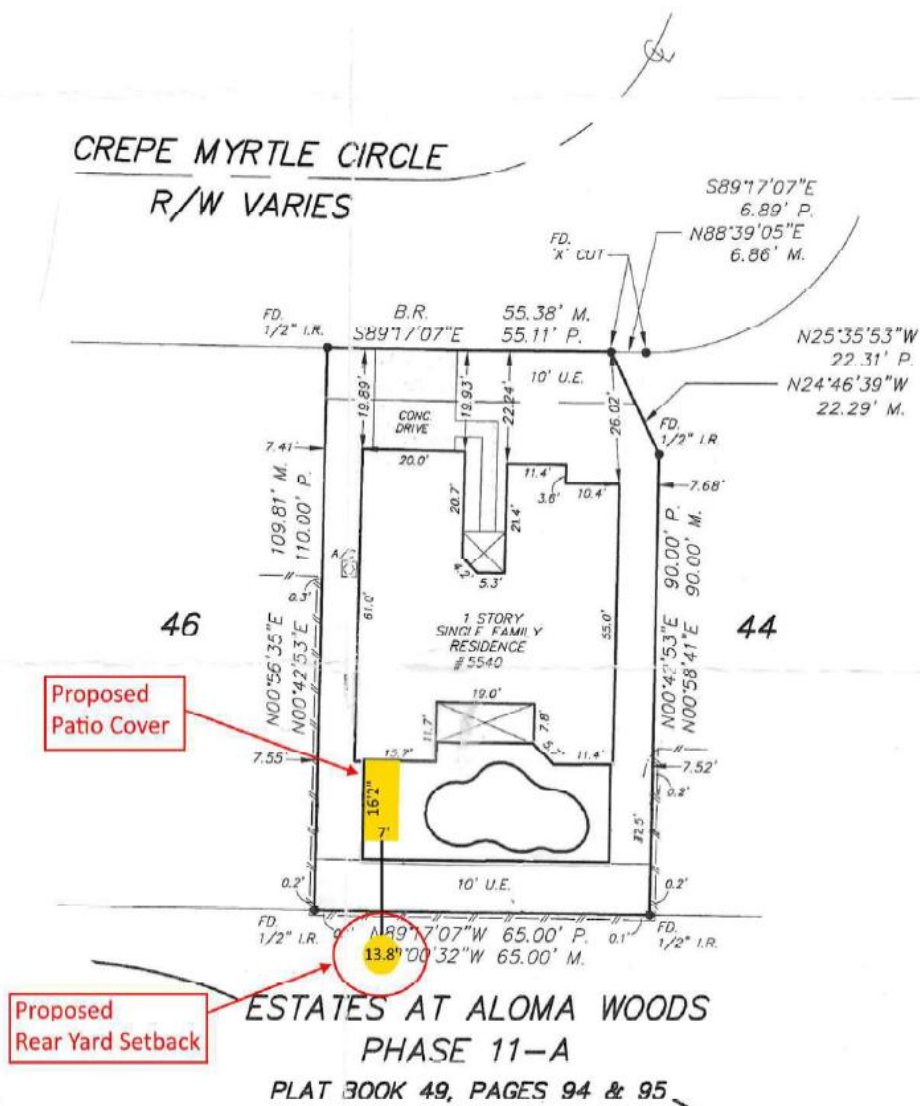 CREPE MYRTLE CIRCLE
R/W VARIES
S89°17'07"E
6.89' P.
N88°39'05"E
6.86' M.
FD.
'X' CUT
FD.
1/2" I.R.
B.R.
S89°17'07"E
55.38' M.
55.11' P.
N25°35'53"W
22.31' P.
N24°46'39"W
22.29' M.
10' U.E.
FD.
1/2" I.R.
19.89'
19.93'
22.24'
26.02'
CONC.
DRIVE
7.41'
20.0'
11.4'
3.6'
10.4'
7.68'
20.7'
21.4'
5.3'
109.81' M.
110.00' P.
90.00' P.
90.00' M.
0.3'
61.0'
55.0'
46
1 STORY
SINGLE FAMILY
RESIDENCE
# 5540
44
N00°56'35"E
N00°42'53"E
N00°42'53"E
N00°58'41"E
Proposed
Patio Cover
19.0'
11.7'
7.8'
7.55'
15.7'
11.4'
7.52'
0.2'
16'2"
7'
32.5'
10' U.E.
0.2'
0.2'
FD.
1/2" I.R.
N89°17'07"W 65.00' P.
00'32"W 65.00' M.
0.1'
FD.
1/2" I.R.
13.8'
Proposed
Rear Yard Setback
ESTATES AT ALOMA WOODS
PHASE 11-A
PLAT BOOK 49, PAGES 94 & 95